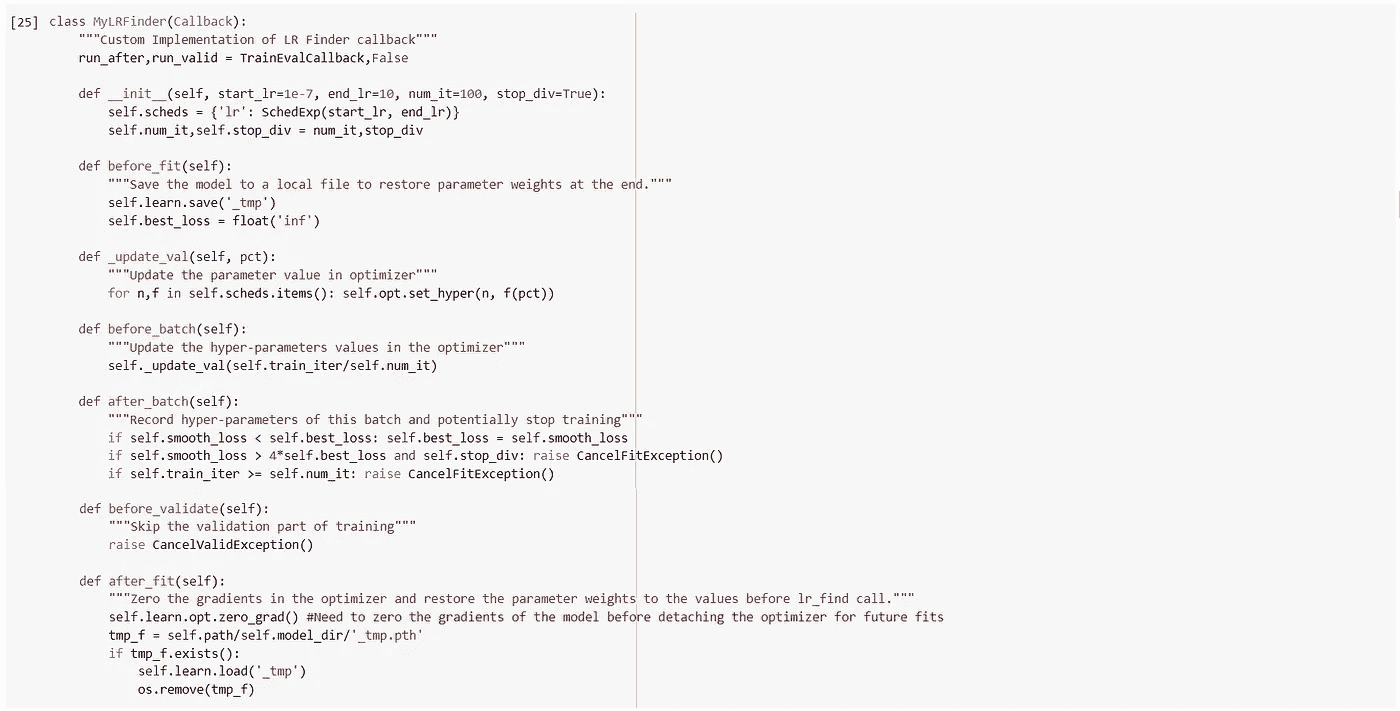 [25] class MyLRFinder(Callback):
"""Custom Implementation of LR Finder callback"""
run_after,run_valid = TrainEvalCallback,False
def __init__(self, start_lr=1e-7, end_lr=10, num_it=100, stop_div=True):
self.scheds = {'lr': SchedExp(start_lr, end_lr)}
self.num_it,self.stop_div = num_it,stop_div
def before_fit(self):
"""Save the model to a local file to restore parameter weights at the end."""
self.learn.save('_tmp')
self.best_loss = float('inf')
def _update_val(self, pct):
"""Update the parameter value in optimizer"""
for n,f in self.scheds.items(): self.opt.set_hyper(n, f(pct))
def before_batch(self):
"""Update the hyper-parameters values in the optimizer"""
self._update_val(self.train_iter/self.num_it)
def after_batch(self):
"""Record hyper-parameters of this batch and potentially stop training"""
if self.smooth_loss < self.best_loss: self.best_loss = self.smooth_loss
if self.smooth_loss > 4*self.best_loss and self.stop_div: raise CancelFitException()
if self.train_iter >= self.num_it: raise CancelFitException()
def before_validate(self):
"""Skip the validation part of training"""
raise CancelValidException()
def after_fit(self):
"""Zero the gradients in the optimizer and restore the parameter weights to the values before lr_find call."""
self.learn.opt.zero_grad() #Need to zero the gradients of the model before detaching the optimizer for future fits
tmp_f = self.path/self.model_dir/'_tmp.pth'
if tmp_f.exists():
self.learn.load('_tmp')
os.remove(tmp_f)